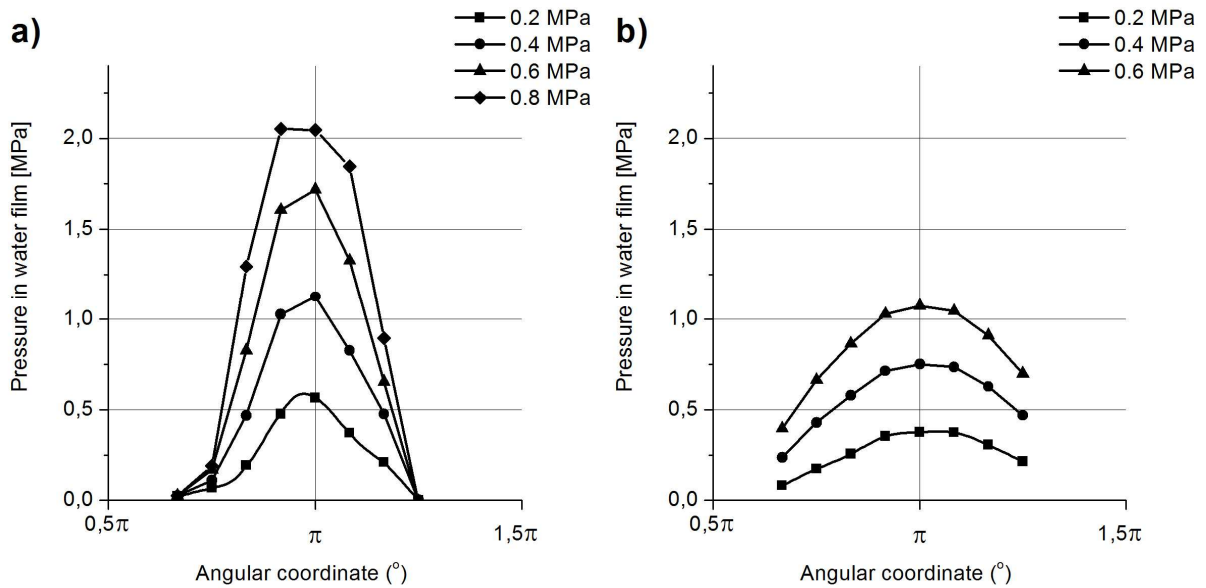 a)
0.2 MPa
0.4 MPa
0.6 MPa
0.8 MPa
Pressure in water film [MPa]
2,0
1,5
1,0
0,5
0,0
0,5π
π
1,5π
Angular coordinate (o)
b)
0.2 MPa
0.4 MPa
0.6 MPa
Pressure in water film [MPa]
2,0
1,5
1,0
0,5
0,0
0,5π
π
1,5π
Angular coordinate (o)